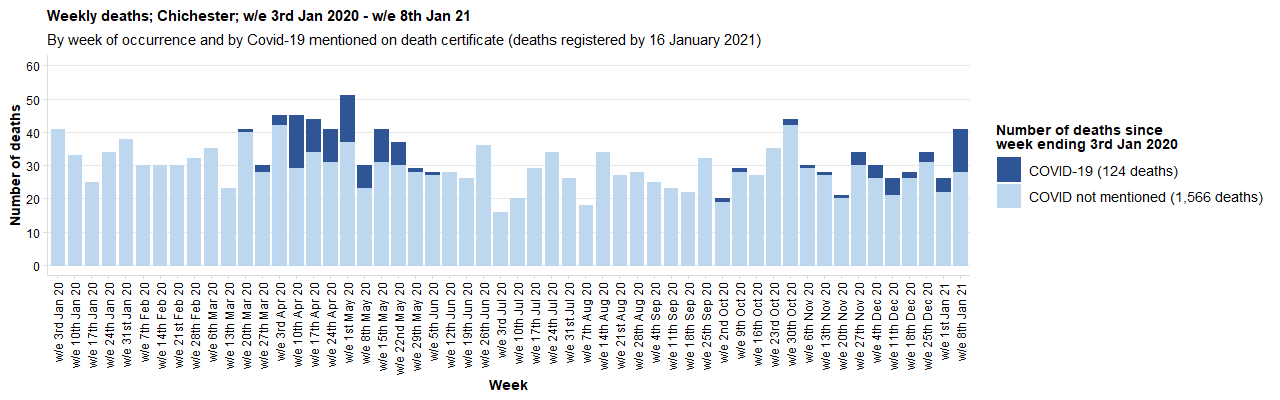 Weekly deaths; Chichester; w/e 3rd Jan 2020 - w/e 8th Jan 21
By week of occurrence and by Covid-19 mentioned on death certificate (deaths registered by 16 January 2021)
Number of deaths
60
50
40
30
20
10
0
w/e 3rd Jan 20
w/e 10th Jan 20
w/e 17th Jan 20
w/e 24th Jan 20
w/e 31st Jan 20
w/e 7th Feb 20
w/e 14th Feb 20
w/e 21st Feb 20
w/e 28th Feb 20
w/e 6th Mar 20
w/e 13th Mar 20
w/e 20th Mar 20
w/e 27th Mar 20
w/e 3rd Apr 20
w/e 10th Apr 20
w/e 17th Apr 20
w/e 24th Apr 20
w/e 1st May 20
w/e 8th May 20
w/e 15th May 20
w/e 22nd May 20
w/e 29th May 20
w/e 5th Jun 20
w/e 12th Jun 20
w/e 19th Jun 20
w/e 26th Jun 20
w/e 3rd Jul 20
w/e 10th Jul 20
w/e 17th Jul 20
w/e 24th Jul 20
w/e 31st Jul 20
w/e 7th Aug 20
w/e 14th Aug 20
w/e 21st Aug 20
w/e 28th Aug 20
w/e 4th Sep 20
w/e 11th Sep 20
w/e 18th Sep 20
w/e 25th Sep 20
w/e 2nd Oct 20
w/e 9th Oct 20
w/e 16th Oct 20
w/e 23rd Oct 20
w/e 30th Oct 20
w/e 6th Nov 20
w/e 13th Nov 20
w/e 20th Nov 20
w/e 27th Nov 20
w/e 4th Dec 20
w/e 11th Dec 20
w/e 18th Dec 20
w/e 25th Dec 20
w/e 1st Jan 21
w/e 8th Jan 21
Week
Number of deaths since
week ending 3rd Jan 2020
COVID-19 (124 deaths)
COVID not mentioned (1,566 deaths)